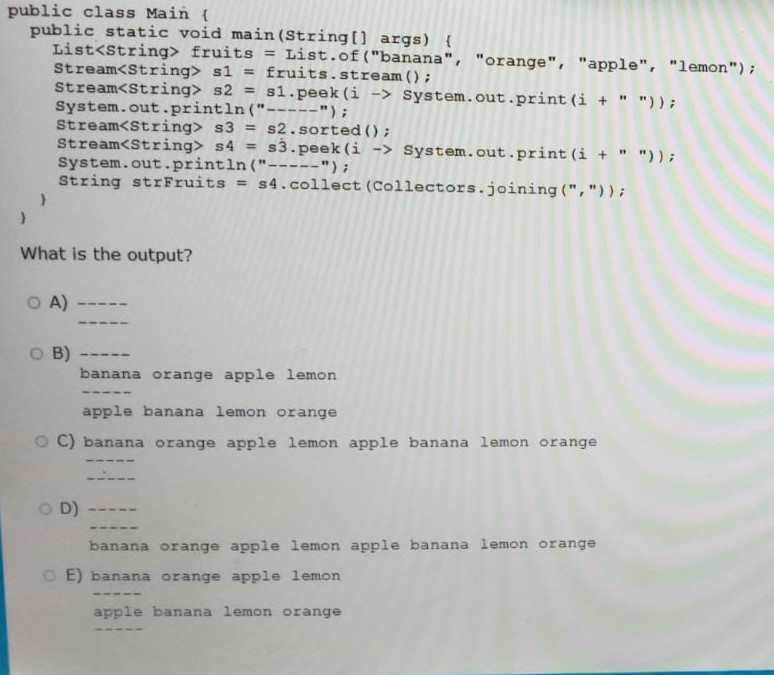 public class Main {
public static void main(String[] args) {
List<String> fruits = List.of("banana", "orange", "apple", "lemon");
Stream<String> s1 = fruits.stream();
Stream<String> s2 = s1.peek(i -> System.out.print(i + " "));
System.out.println("-----");
Stream<String> s3 = s2.sorted();
Stream<String> s4 = s3.peek(i -> System.out.print(i + " "));
System.out.println("-----");
String strFruits = s4.collect(Collectors.joining(","));
}
}
What is the output?
A) -----
-----
B) -----
banana orange apple lemon
-----
apple banana lemon orange
C) banana orange apple lemon apple banana lemon orange
-----
-----
D) -----
-----
banana orange apple lemon apple banana lemon orange
E) banana orange apple lemon
-----
apple banana lemon orange
-----